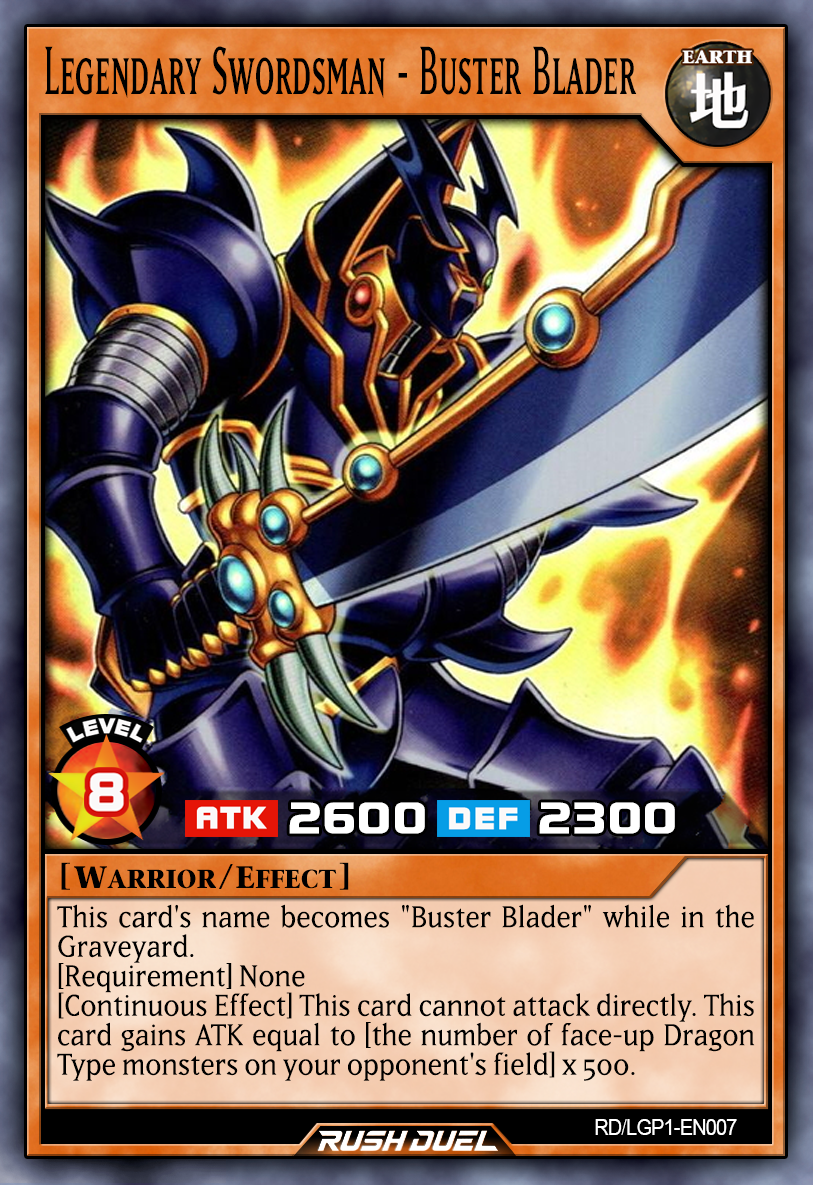 Legendary Swordsman - Buster Blader
EARTH
地
LEVEL
8
ATK 2600 DEF 2300
[Warrior/Effect]
This card's name becomes "Buster Blader" while in the
Graveyard.
[Requirement] None
[Continuous Effect] This card cannot attack directly. This
card gains ATK equal to [the number of face-up Dragon
Type monsters on your opponent's field] x 500.
RD/LGP1-EN007
RUSH DUEL